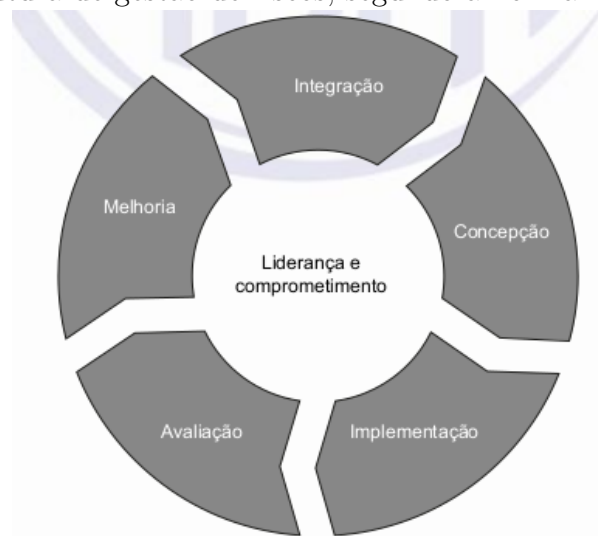 Integração
Concepção
Melhoria
Liderança e
comprometimento
Avaliação
Implementação